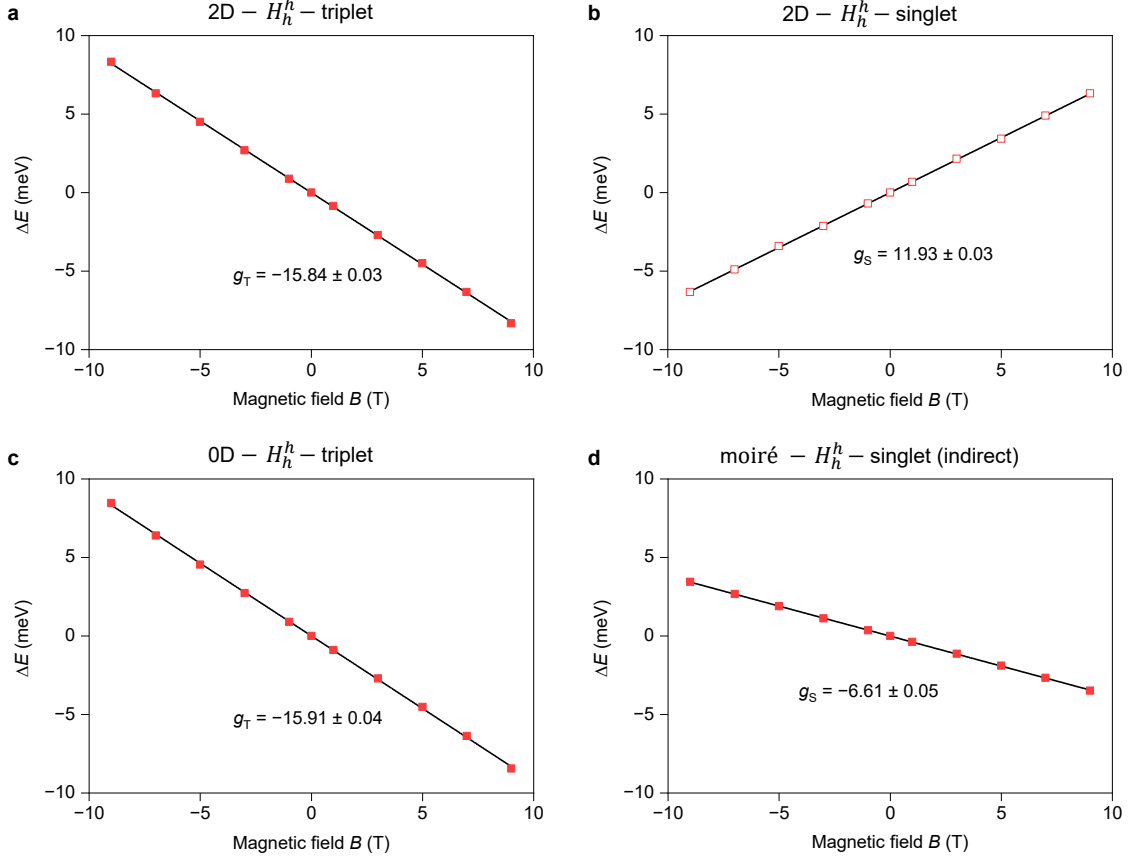 a 2D − H_h^h − triplet
10
5
0
−5
−10
ΔE (meV)
g_T = −15.84 ± 0.03
−10 −5 0 5 10
Magnetic field B (T)
b 2D − H_h^h − singlet
10
5
0
−5
−10
ΔE (meV)
g_S = 11.93 ± 0.03
−10 −5 0 5 10
Magnetic field B (T)
c 0D − H_h^h − triplet
10
5
0
−5
−10
ΔE (meV)
g_T = −15.91 ± 0.04
−10 −5 0 5 10
Magnetic field B (T)
d moiré − H_h^h − singlet (indirect)
10
5
0
−5
−10
ΔE (meV)
g_S = −6.61 ± 0.05
−10 −5 0 5 10
Magnetic field B (T)